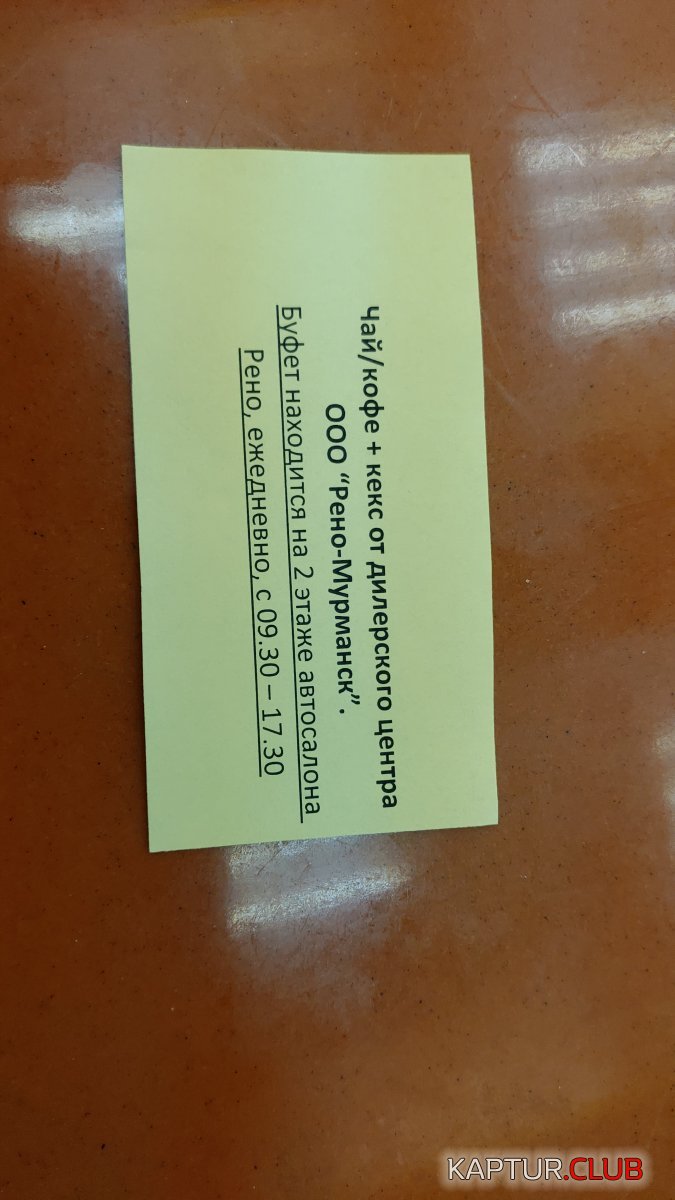 Чай/кофе + кекс от дилерского центра
ООО “Рено-Мурманск”.
Буфет находится на 2 этаже автосалона
Рено, ежедневно, с 09.30 – 17.30
KAPTUR.CLUB